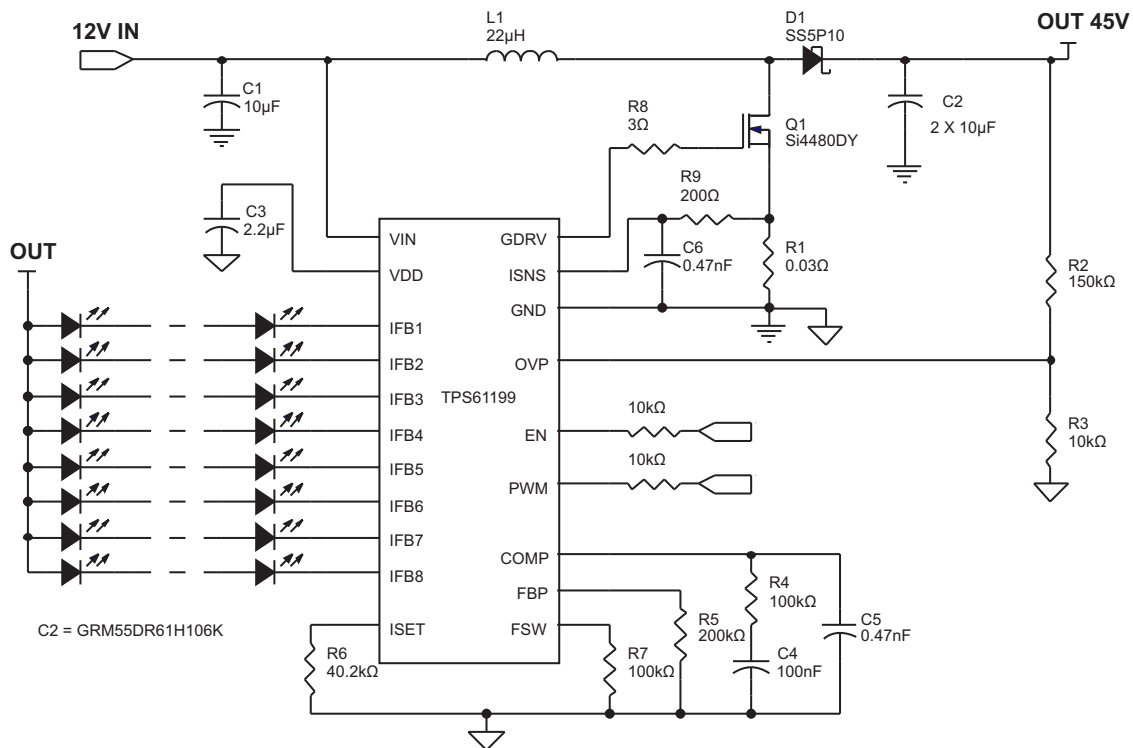 12V IN
L1
22µH
D1
SS5P10
OUT 45V
C1
10µF
R8
3Ω
Q1
Si4480DY
C2
2 X 10µF
R9
200Ω
C3
2.2µF
OUT
VIN
VDD
IFB1
IFB2
IFB3
IFB4
IFB5
IFB6
IFB7
IFB8
ISET
TPS61199
GDRV
ISNS
GND
OVP
EN
PWM
COMP
FBP
FSW
C6
0.47nF
R1
0.03Ω
R2
150kΩ
10kΩ
10kΩ
R3
10kΩ
R4
100kΩ
C5
0.47nF
C4
100nF
R5
200kΩ
R7
100kΩ
R6
40.2kΩ
C2 = GRM55DR61H106K